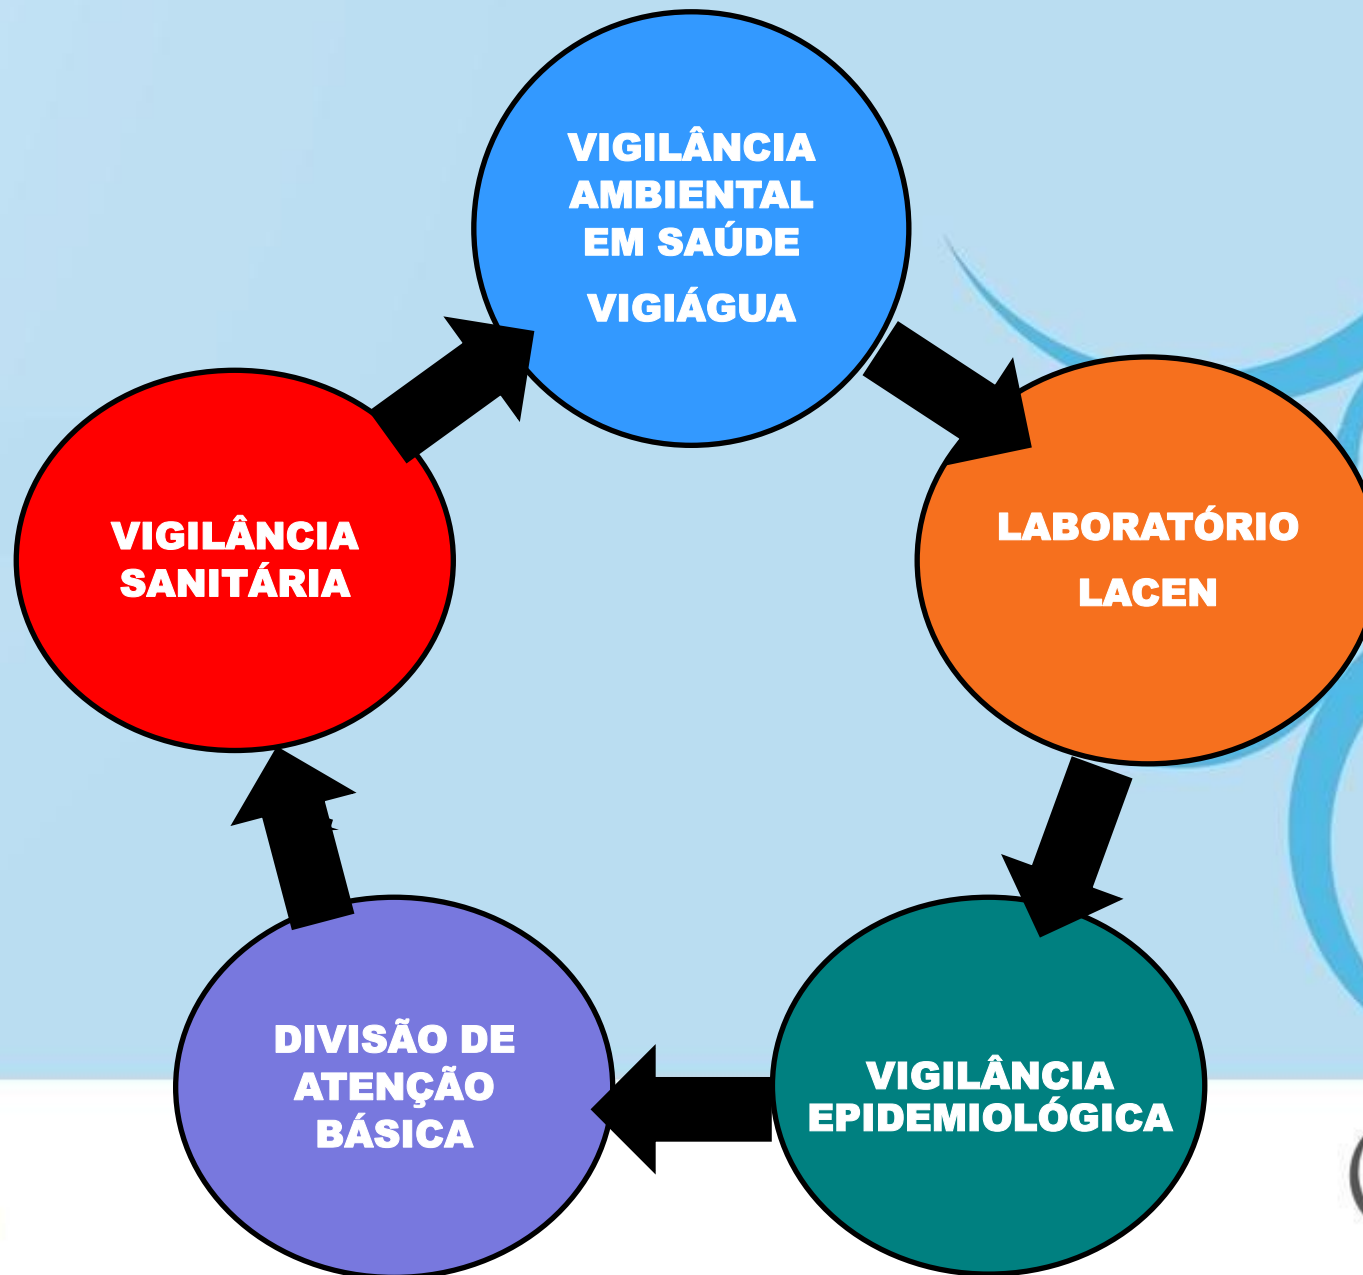 VIGILÂNCIA
AMBIENTAL
EM SAÚDE
VIGIÁGUA
LABORATÓRIO
LACEN
VIGILÂNCIA
SANITÁRIA
DIVISÃO DE
ATENÇÃO
BÁSICA
VIGILÂNCIA
EPIDEMIOLÓGICA